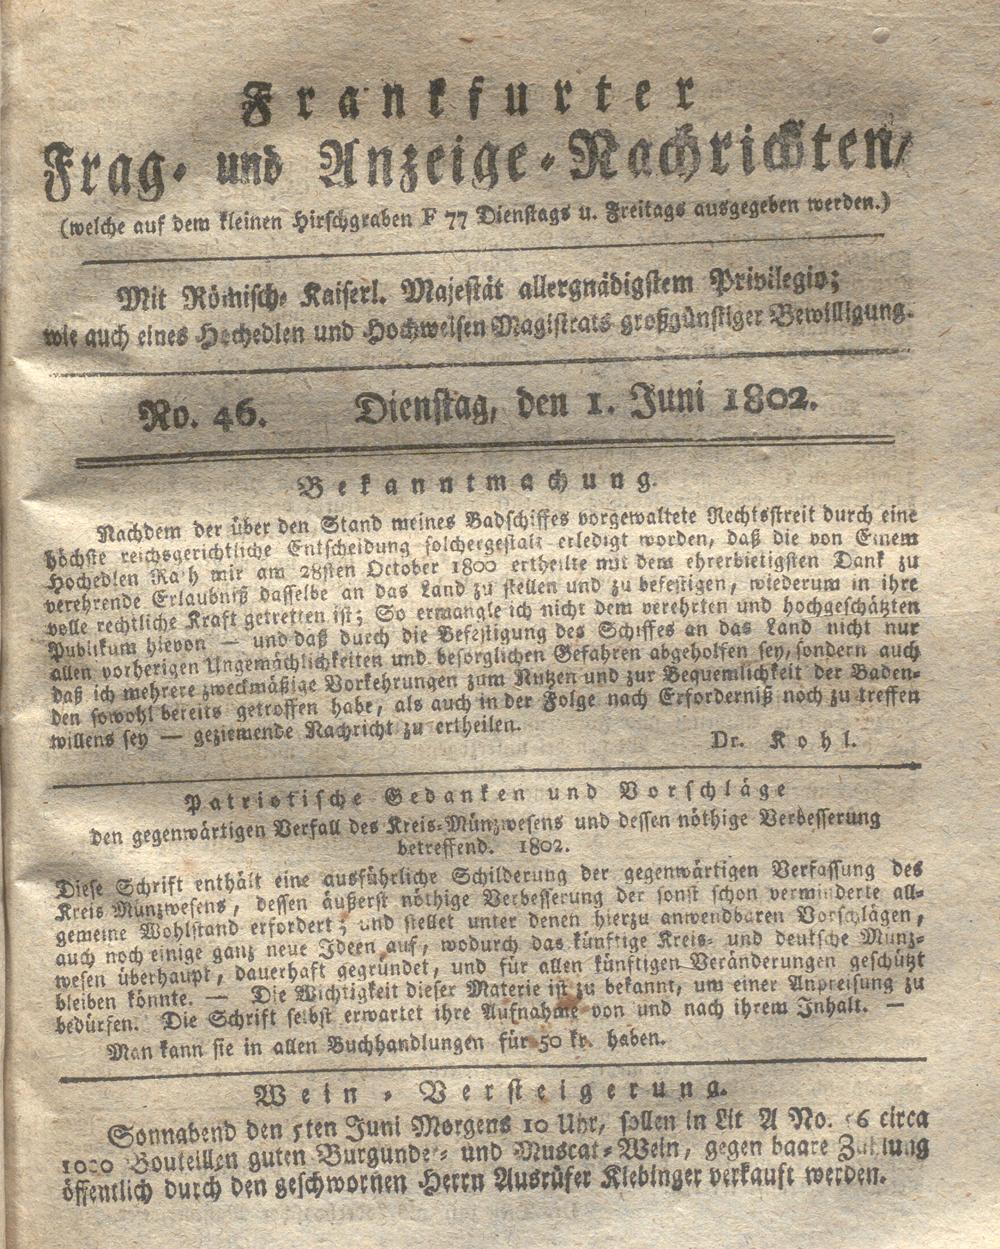 Frankfurter
Frag- und Anzeige-Nachrichten,
(welche auf dem kleinen Hirschgraben F 77 Dienstags u. Freitags ausgegeben werden.)
Mit Römisch- Kaiserl. Majestät allergnädigstem Privilegio;
wie auch eines Hochedlen und Hochweisen Magistrats großgünstiger Bewilligung.
No. 46. Dienstag, den 1. Juni 1802.
Bekanntmachung.
Nachdem der über den Stand meines Badschiffes vorgewaltete Rechtsstreit durch eine
höchste reichsgerichtliche Entscheidung solchergestalt erledigt worden, daß die von Einem
Hochedlen Rath mir am 28sten October 1800 ertheilte mit dem ehrerbietigsten Dank zu
verehrende Erlaubniß dasselbe an das Land zu stellen und zu befestigen, wiederum in ihre
volle rechtliche Kraft getretten ist; So ermangle ich nicht dem verehrten und hochgeschätzten
Publikum hievon — und daß durch die Befestigung des Schiffes an das Land nicht nur
allen vorherigen Ungemächlichkeiten und besorglichen Gefahren abgeholfen sey, sondern auch
daß ich mehrere zweckmäßige Vorkehrungen zum Nutzen und zur Bequemlichkeit der Baden-
den sowohl bereits getroffen habe, als auch in der Folge nach Erforderniß noch zu treffen
willens sey — geziemende Nachricht zu ertheilen.
Dr. Kohl.
Patriotische Gedanken und Vorschläge
den gegenwärtigen Verfall des Kreis-Münzwesens und dessen nöthige Verbesserung
betreffend. 1802.
Diese Schrift enthält eine ausführliche Schilderung der gegenwärtigen Verfassung des
Kreis Münzwesens, dessen äußerst nöthige Verbesserung der sonst schon verminderte all-
gemeine Wohlstand erfordert; und stellet unter denen hierzu anwendbaren Vorschlägen,
auch noch einige ganz neue Ideen auf, wodurch das künftige Kreis- und deutsche Münz-
wesen überhaupt, dauerhaft gegründet, und für allen künftigen Veränderungen geschützt
bleiben könnte. — Die Wichtigkeit dieser Materie ist zu bekannt, um einer Anpreisung zu
bedürfen. Die Schrift selbst erwartet ihre Aufnahme von und nach ihrem Inhalt. —
Man kann sie in allen Buchhandlungen für 50 kr. haben.
Wein-Versteigerung.
Sonnabend den 5ten Juni Morgens 10 Uhr, sollen in Lit A No. circa
1000 Bouteillen guten Burgunder- und Muscat-Wein, gegen baare Zahlung
öffentlich durch den geschwornen Herrn Ausrüfer Klebinger verkauft werden.